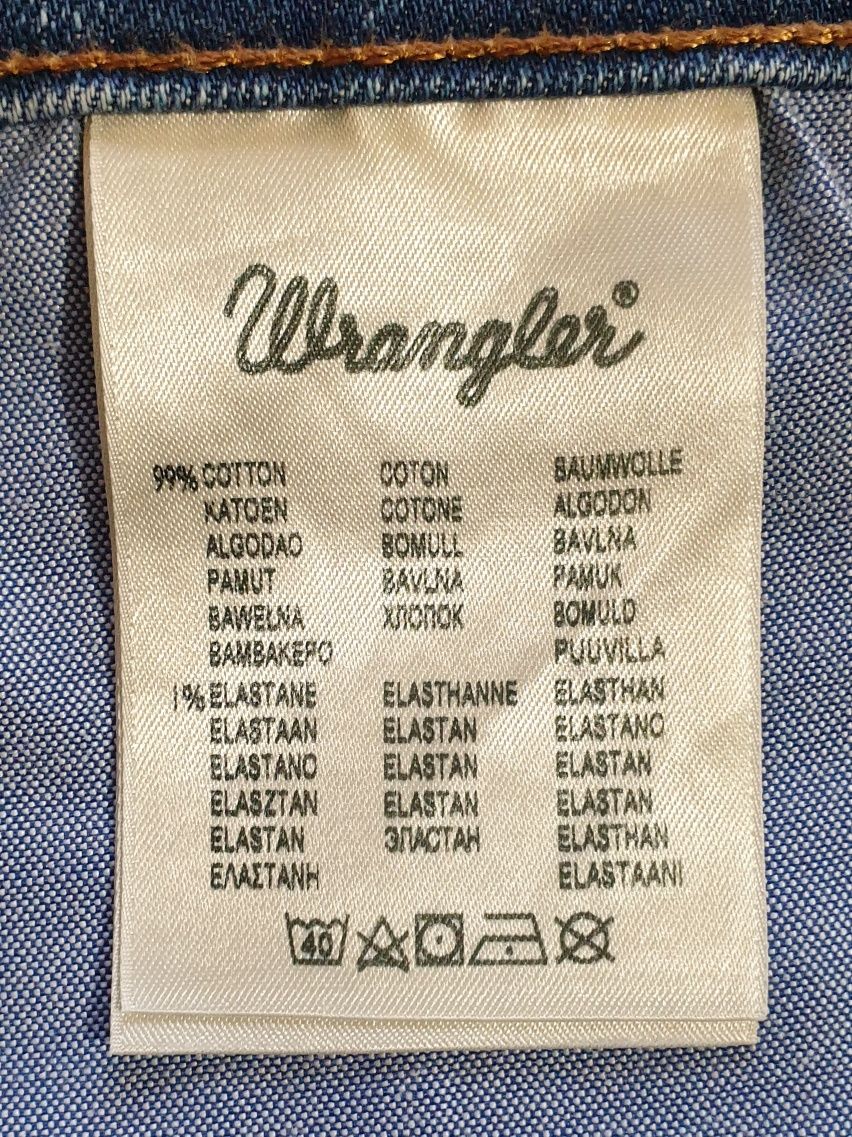 Wrangler®
99% COTTON COTON BAUMWOLLE
KATOEN COTONE ALGODON
ALGODAO BOMULL BAVLNA
PAMUT BAVLNA PAMUK
BAWEŁNA ХЛОПОК BOMULD
ΒΑΜΒΑΚΕΡΟ PUUVILLA
1% ELASTANE ELASTHANNE ELASTHAN
ELASTAAN ELASTAN ELASTANO
ELASTANO ELASTAN ELASTAN
ELASZTAN ELASTAN ELASTAN
ELASTAN ЭЛАСТАН ELASTHAN
ΕΛΑΣΤΑΝΗ ELASTAANI
40